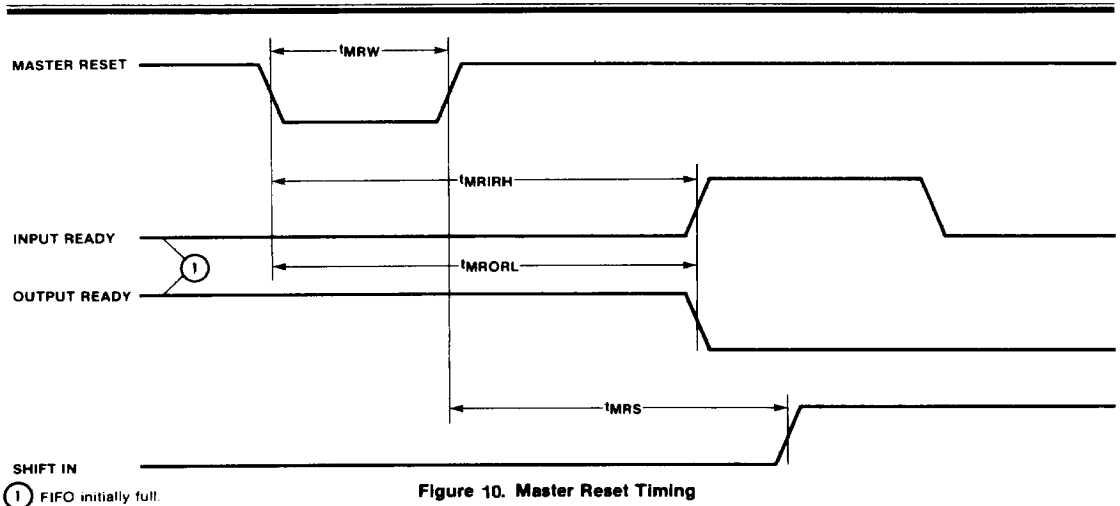 tMRW
MASTER RESET
tMRIRH
INPUT READY
1
tMRORL
OUTPUT READY
tMRS
SHIFT IN
1 FIFO initially full.
Figure 10. Master Reset Timing